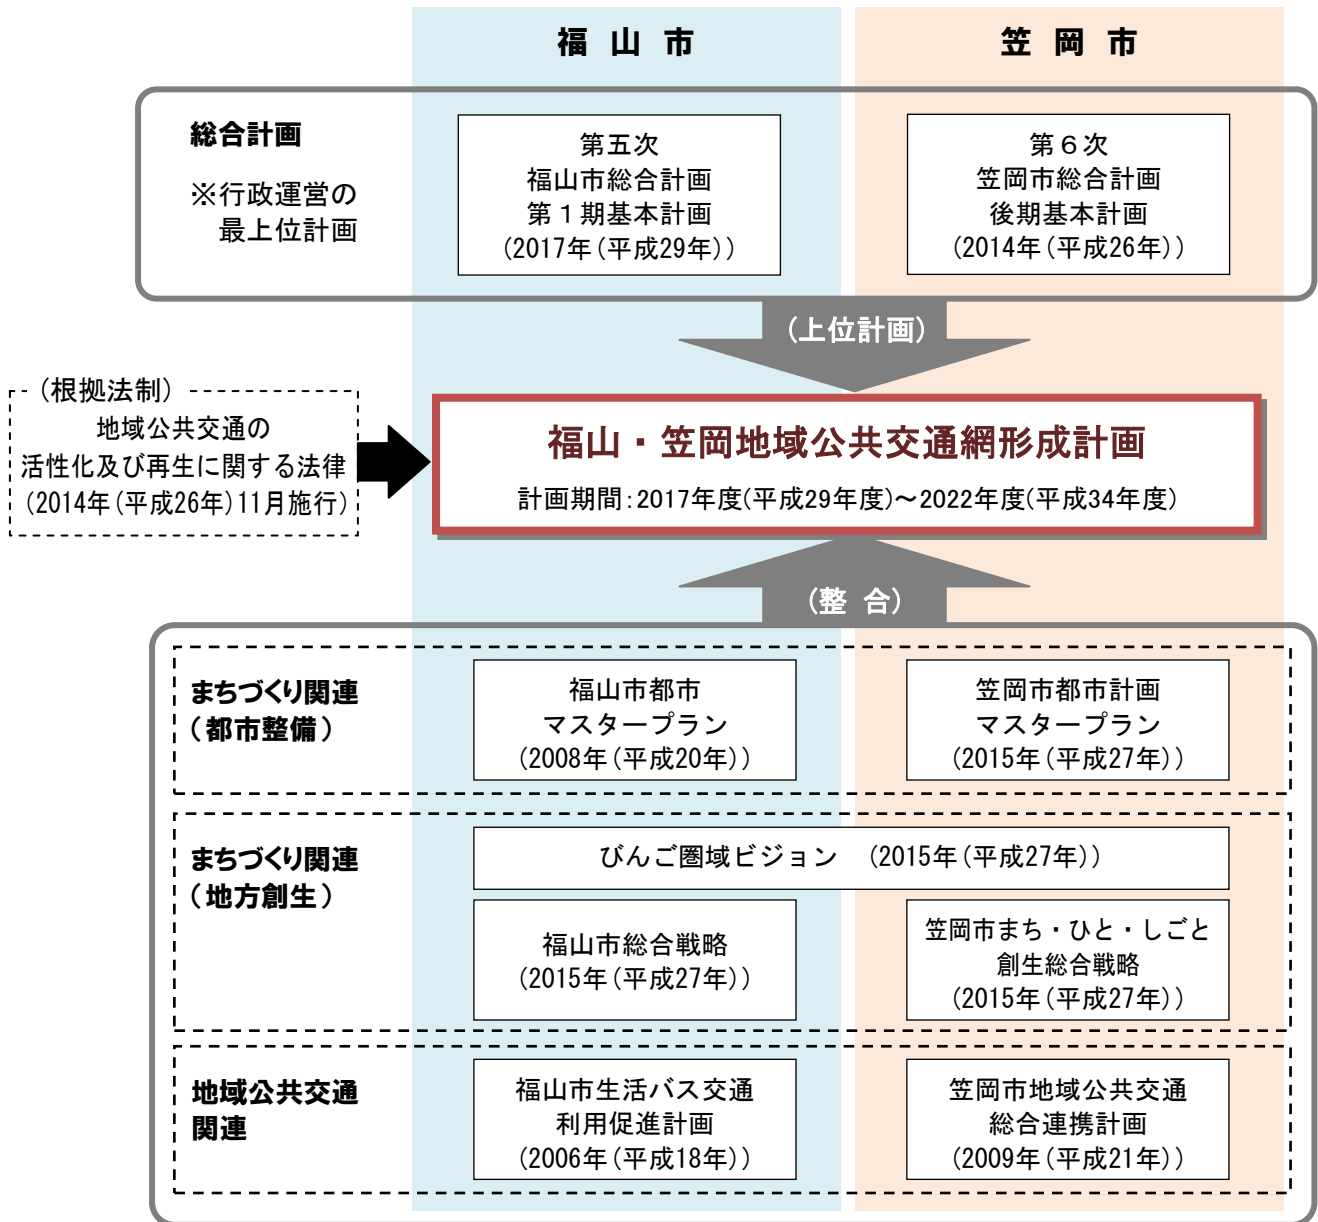 福山市
笠岡市
総合計画
※行政運営の
最上位計画
第五次
福山市総合計画
第１期基本計画
(2017年(平成29年))
第６次
笠岡市総合計画
後期基本計画
(2014年(平成26年))
(上位計画)
(根拠法制)
地域公共交通の
活性化及び再生に関する法律
(2014年(平成26年)11月施行)
福山・笠岡地域公共交通網形成計画
計画期間:2017年度(平成29年度)～2022年度(平成34年度)
(整 合)
まちづくり関連
(都市整備)
福山市都市
マスタープラン
(2008年(平成20年))
笠岡市都市計画
マスタープラン
(2015年(平成27年))
まちづくり関連
(地方創生)
びんご圏域ビジョン (2015年(平成27年))
福山市総合戦略
(2015年(平成27年))
笠岡市まち・ひと・しごと
創生総合戦略
(2015年(平成27年))
地域公共交通
関連
福山市生活バス交通
利用促進計画
(2006年(平成18年))
笠岡市地域公共交通
総合連携計画
(2009年(平成21年))